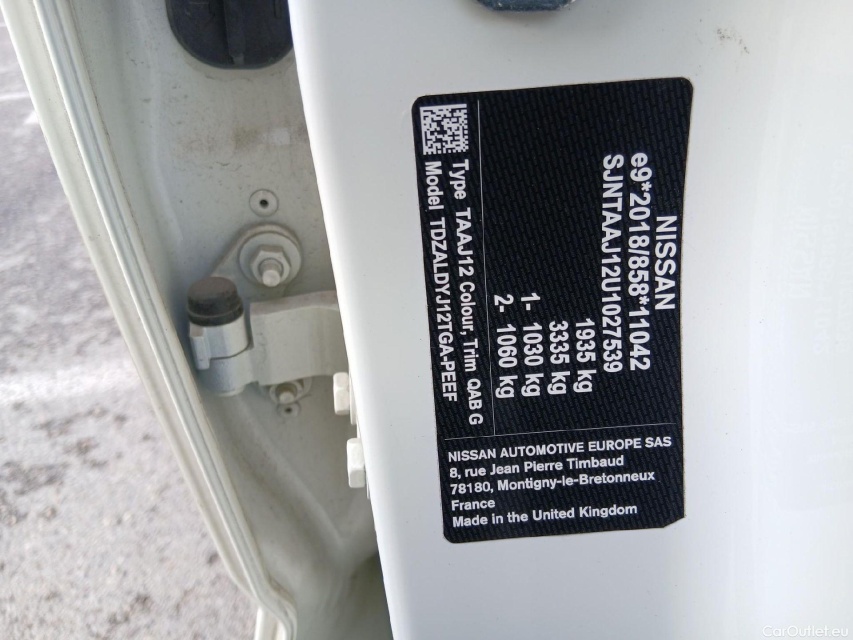 NISSAN
e9*2018/858*11042
SJNTAAJ12U1027539
1935 kg
3335 kg
1- 1030 kg
2- 1060 kg
Type TAAJ12 Colour, Trim QAB G
Model TDZALDYJ12TGA-PEEF
NISSAN AUTOMOTIVE EUROPE SAS
8, rue Jean Pierre Timbaud
78180, Montigny-le-Bretonneux
France
Made in the United Kingdom
CarOutlet.eu